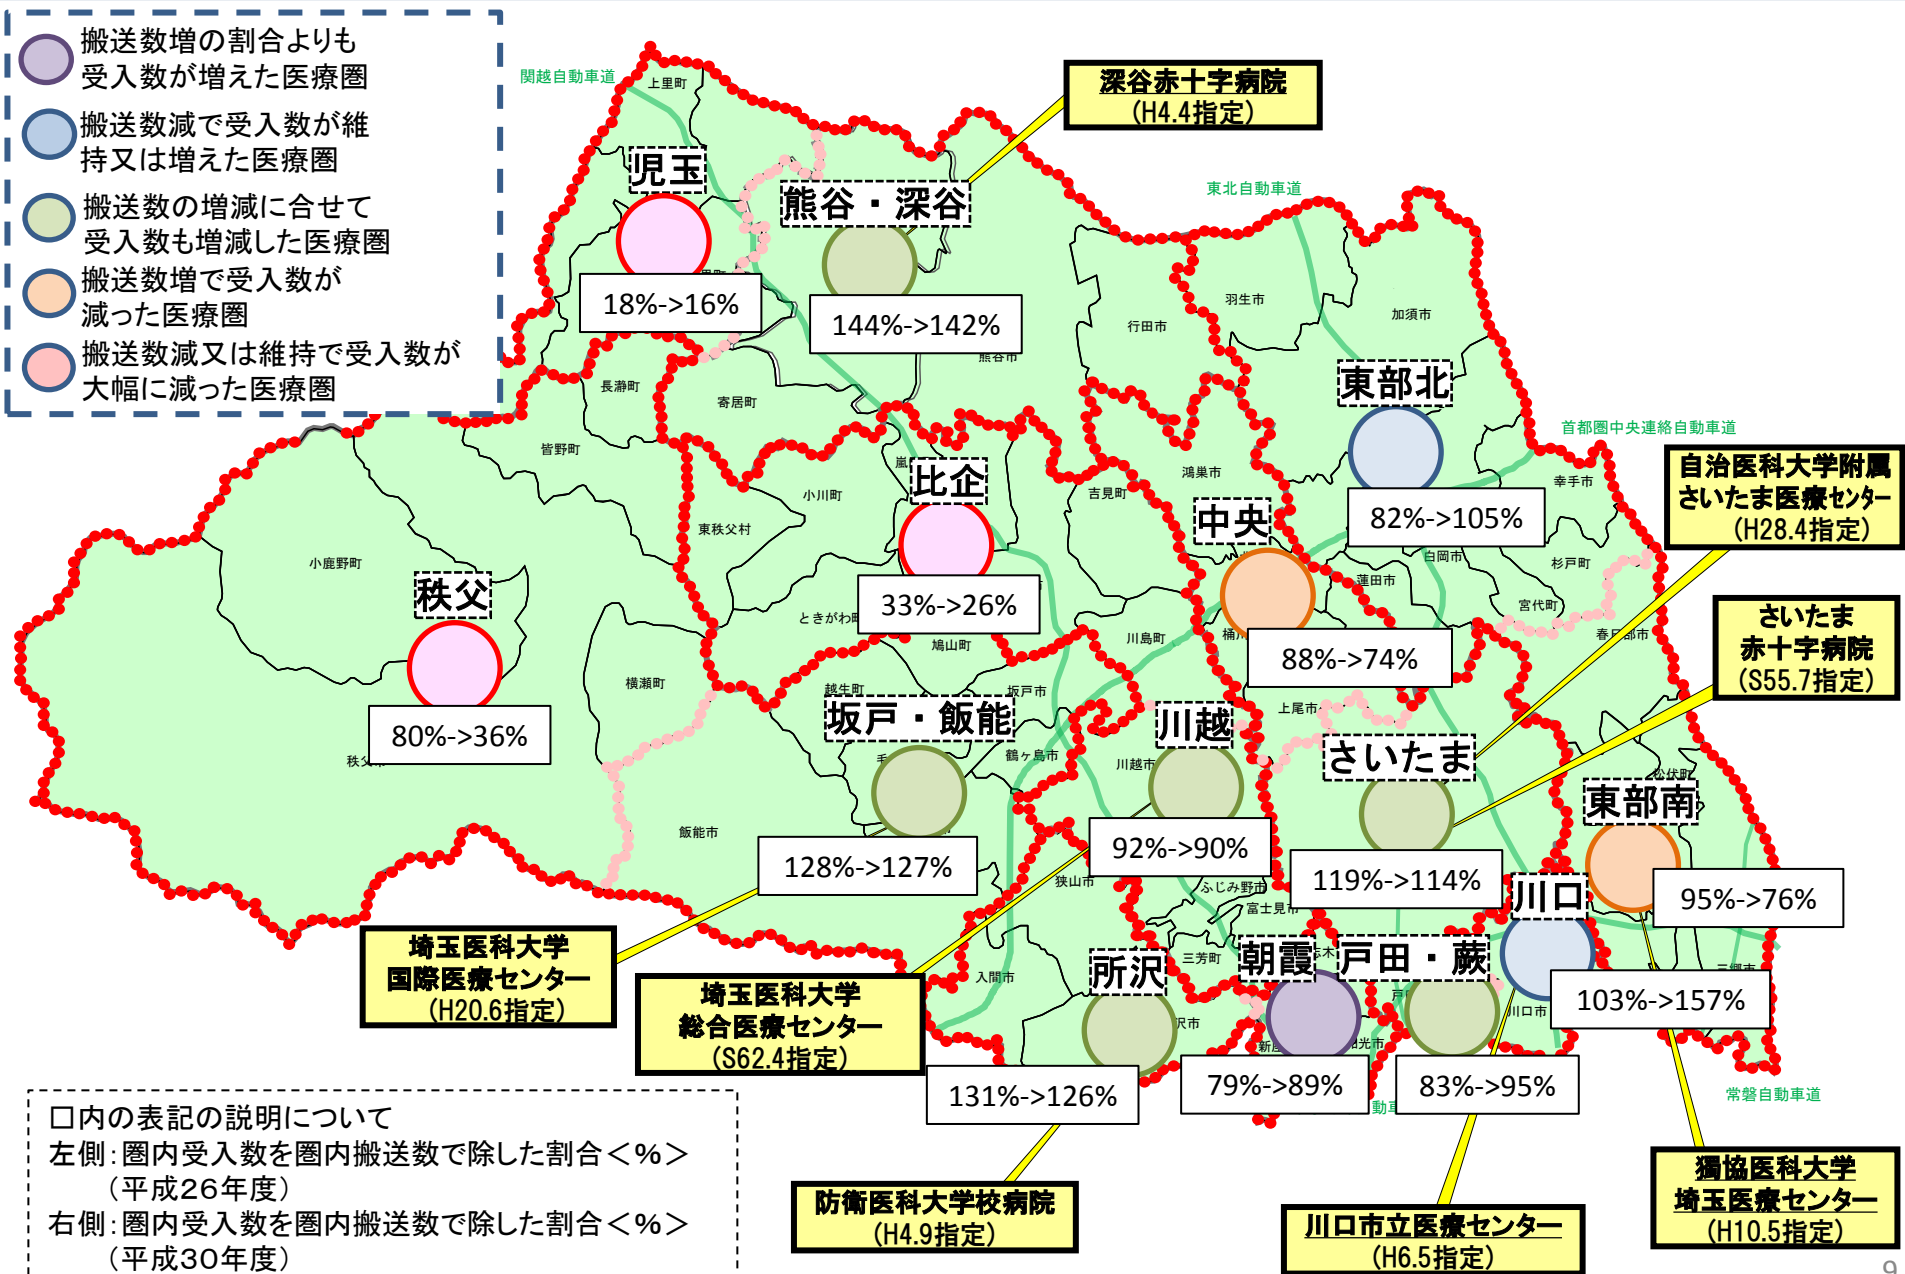 搬送数増の割合よりも
受入数が増えた医療圏
搬送数減で受入数が維
持又は増えた医療圏
搬送数の増減に合せて
受入数も増減した医療圏
搬送数増で受入数が
減った医療圏
搬送数減又は維持で受入数が
大幅に減った医療圏
関越自動車道
上里町
深谷赤十字病院
(H4.4指定)
児玉
熊谷・深谷
東北自動車道
18%->16%
144%->142%
熊谷市
行田市
羽生市
加須市
長瀞町
寄居町
東部北
皆野町
首都圏中央連絡自動車道
小川町
比企
吉見町
鴻巣市
幸手市
自治医科大学附属
さいたま医療センター
(H28.4指定)
東秩父村
中央
82%->105%
小鹿野町
白岡市
杉戸町
秩父
33%->26%
蓮田市
宮代町
さいたま
赤十字病院
(S55.7指定)
川島町
春日部市
鳩山町
88%->74%
横瀬町
越生町
坂戸市
坂戸・飯能
川越
上尾市
80%->36%
鶴ヶ島市
川越市
さいたま
松伏町
東部南
飯能市
128%->127%
92%->90%
119%->114%
狭山市
ふじみ野市
富士見市
川口
95%->76%
埼玉医科大学
国際医療センター
(H20.6指定)
埼玉医科大学
総合医療センター
(S62.4指定)
入間市
所沢
三芳町
朝霞
戸田・蕨
三郷市
103%->157%
川口市
131%->126%
79%->89%
83%->95%
常磐自動車道
□内の表記の説明について
左側：圏内受入数を圏内搬送数で除した割合＜%＞
（平成26年度）
右側：圏内受入数を圏内搬送数で除した割合＜%＞
（平成30年度）
防衛医科大学校病院
(H4.9指定)
川口市立医療センター
(H6.5指定)
獨協医科大学
埼玉医療センター
(H10.5指定)
9